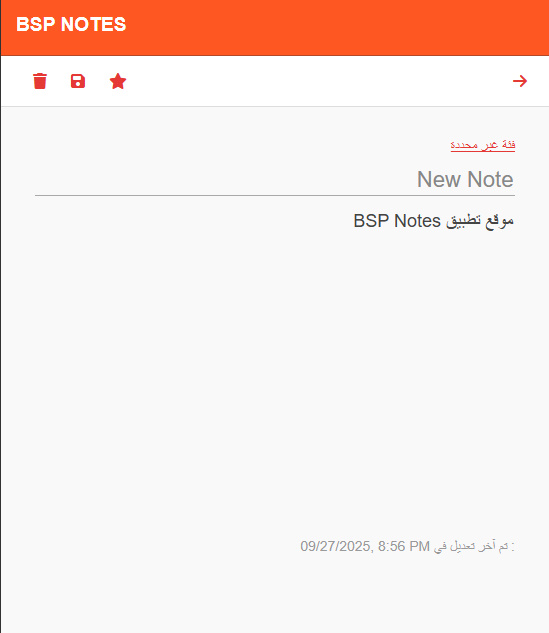 BSP NOTES
فئة غير محددة
New Note
موقع تطبيق BSP Notes
تم آخر تعديل في 09/27/2025, 8:56 PM :